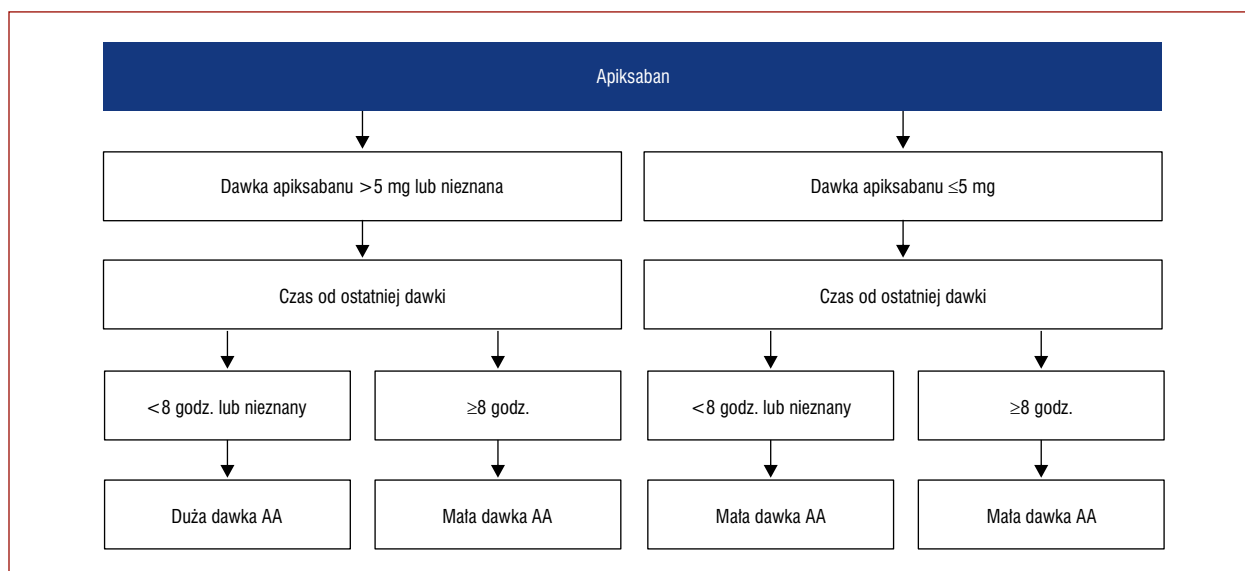 Apiksaban
Dawka apiksabanu >5 mg lub nieznana
Dawka apiksabanu ≤5 mg
Czas od ostatniej dawki
Czas od ostatniej dawki
<8 godz. lub nieznany
≥8 godz.
<8 godz. lub nieznany
≥8 godz.
Duża dawka AA
Mała dawka AA
Mała dawka AA
Mała dawka AA